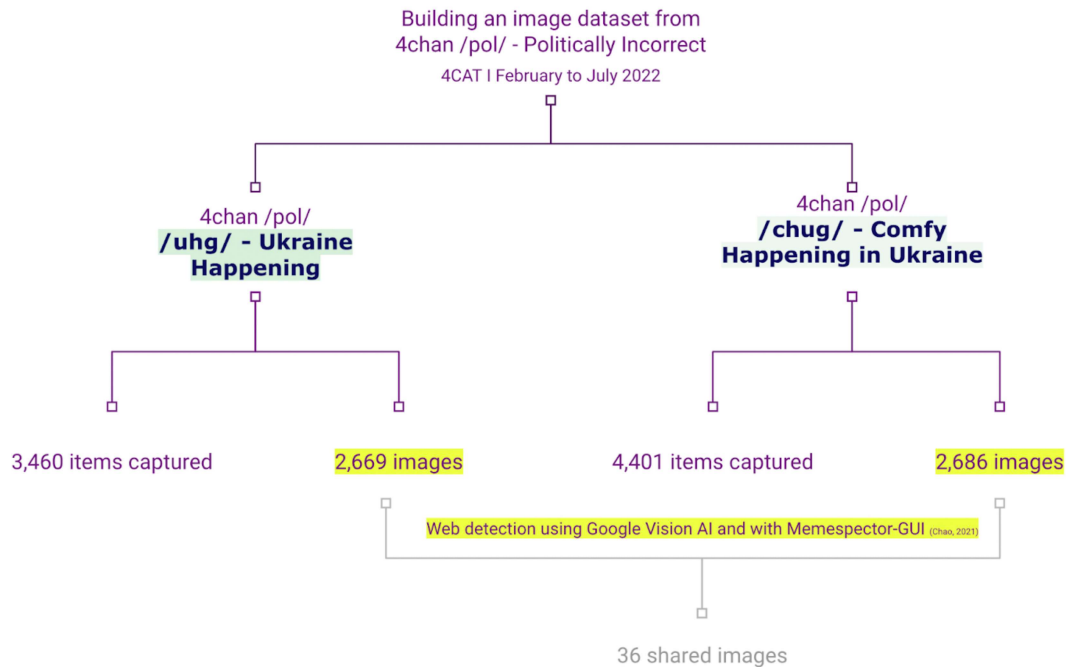 Building an image dataset from
4chan /pol/ - Politically Incorrect
4CAT I February to July 2022
4chan /pol/
/uhg/ - Ukraine
Happening
4chan /pol/
/chug/ - Comfy
Happening in Ukraine
3,460 items captured
2,669 images
4,401 items captured
2,686 images
Web detection using Google Vision AI and with Memespector-GUI (Chao, 2021)
36 shared images